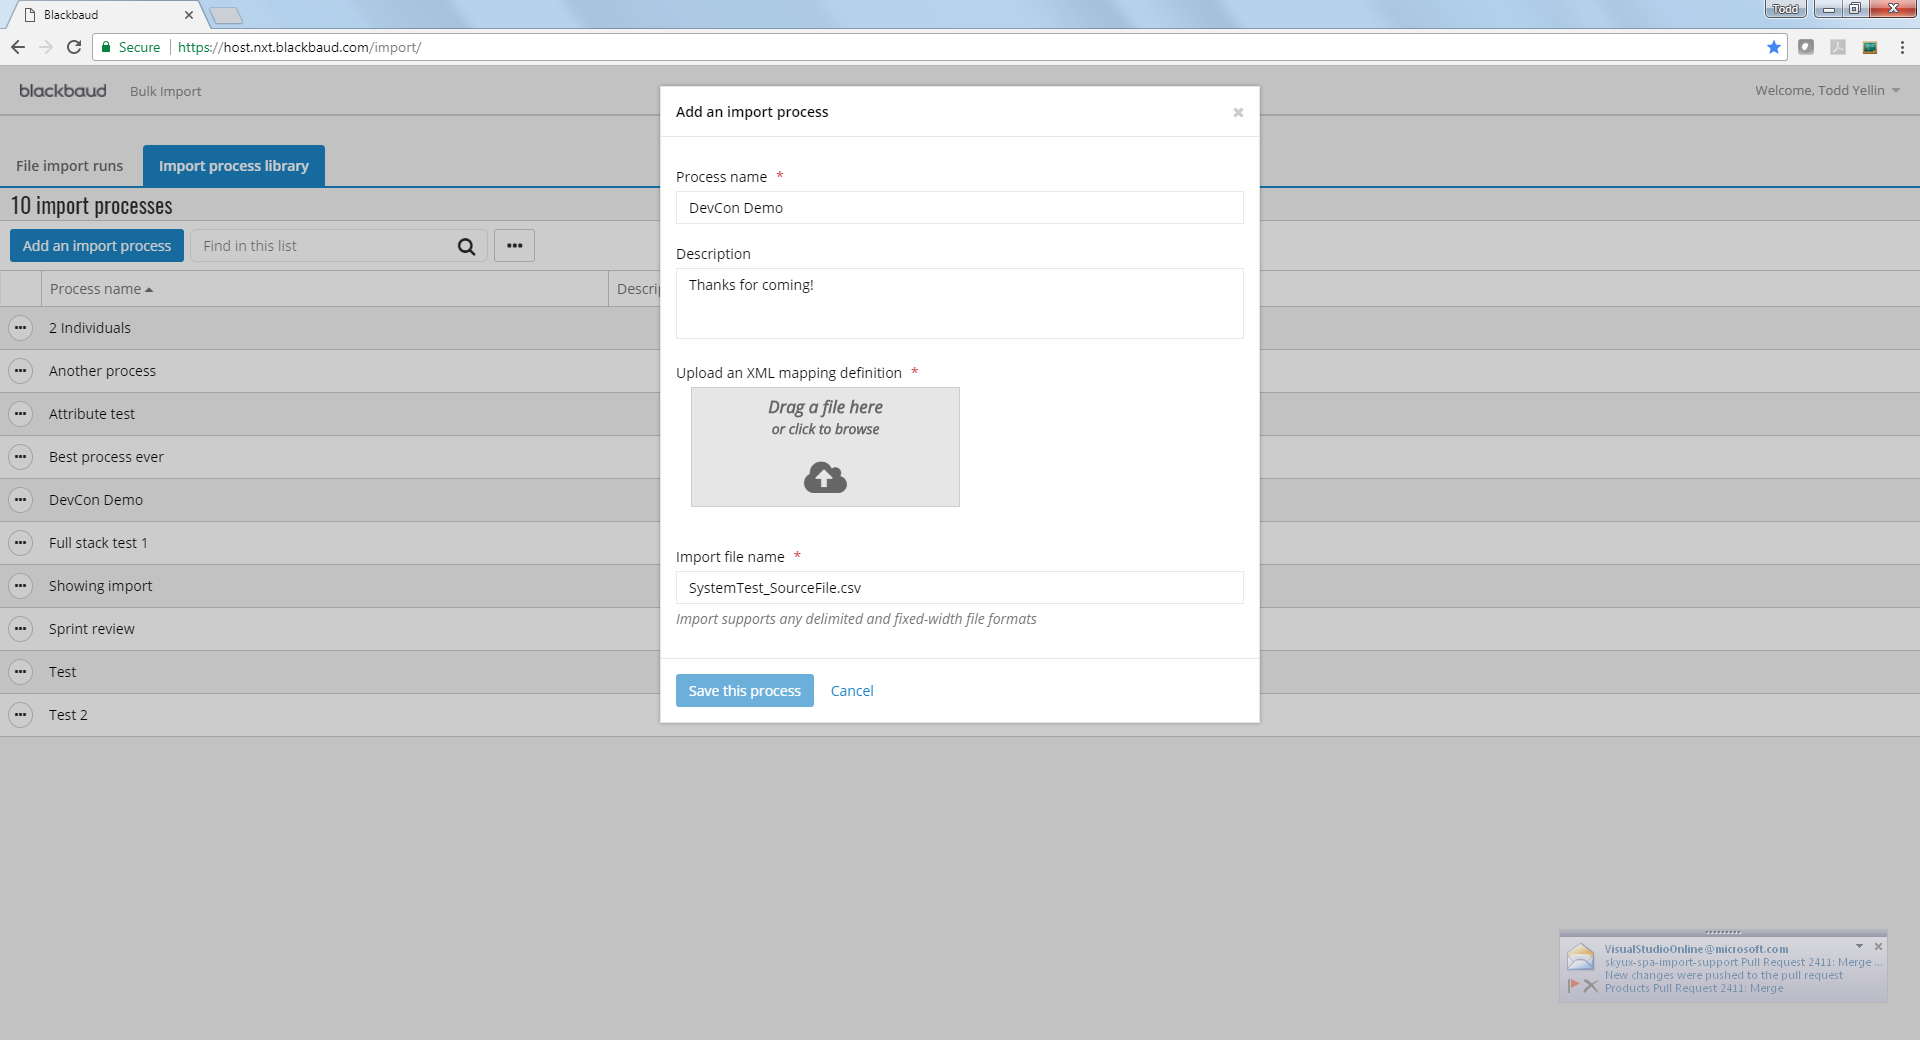 Blackbaud
Todd
Secure
https://host.nxt.blackbaud.com/import/
blackbaud
Bulk Import
Welcome, Todd Yellin
File import runs
Import process library
10 import processes
Add an import process
Find in this list
Process name
Descrip
2 Individuals
Another process
Attribute test
Best process ever
DevCon Demo
Full stack test 1
Showing import
Sprint review
Test
Test 2
Add an import process
Process name *
DevCon Demo
Description
Thanks for coming!
Upload an XML mapping definition *
Drag a file here
or click to browse
Import file name *
SystemTest_SourceFile.csv
Import supports any delimited and fixed-width file formats
Save this process
Cancel
VisualStudioOnline@microsoft.com
skyux-spa-import-support Pull Request 2411: Merge ...
New changes were pushed to the pull request
Products Pull Request 2411: Merge